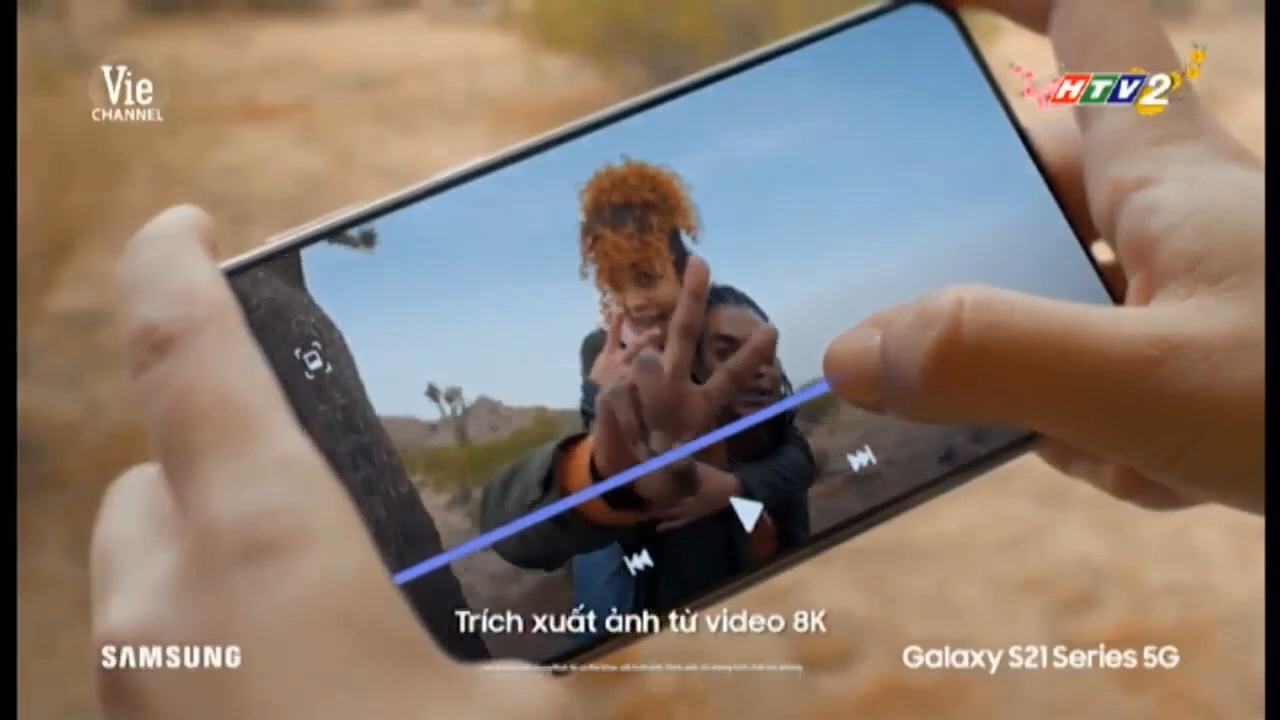 Vie
CHANNEL
HTV2
Trích xuất ảnh từ video 8K
SAMSUNG
Galaxy S21 Series 5G